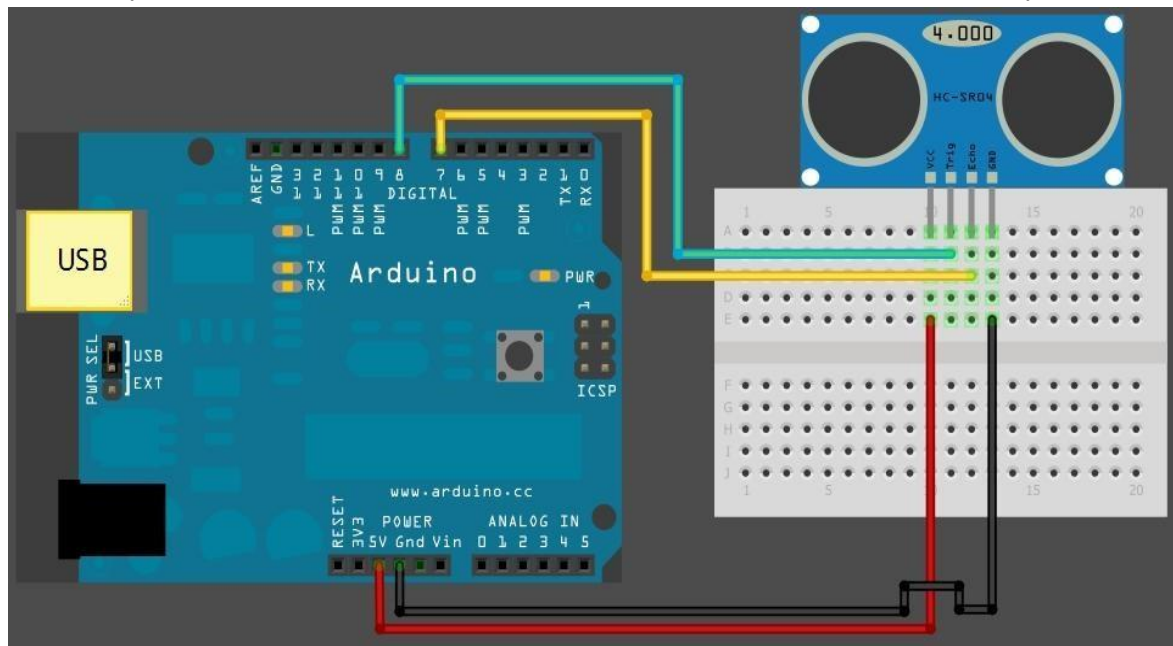 4.000
HC-SR04
VCC
Trig
Echo
GND
AREF
GND
13
12
11
10
9
8
7
6
5
4
3
2
TX 1
RX 0
PWM
PWM
PWM
PWM
PWM
PWM
DIGITAL
L
TX
RX
Arduino
PWR
1
ICSP
USB
PWR SEL
USB
EXT
www.arduino.cc
POWER
ANALOG IN
RESET
3V3
5V Gnd Vin
0 1 2 3 4 5
1 5 10 15 20
A
D
E
F
G
H
I
J
1 5 10 15 20